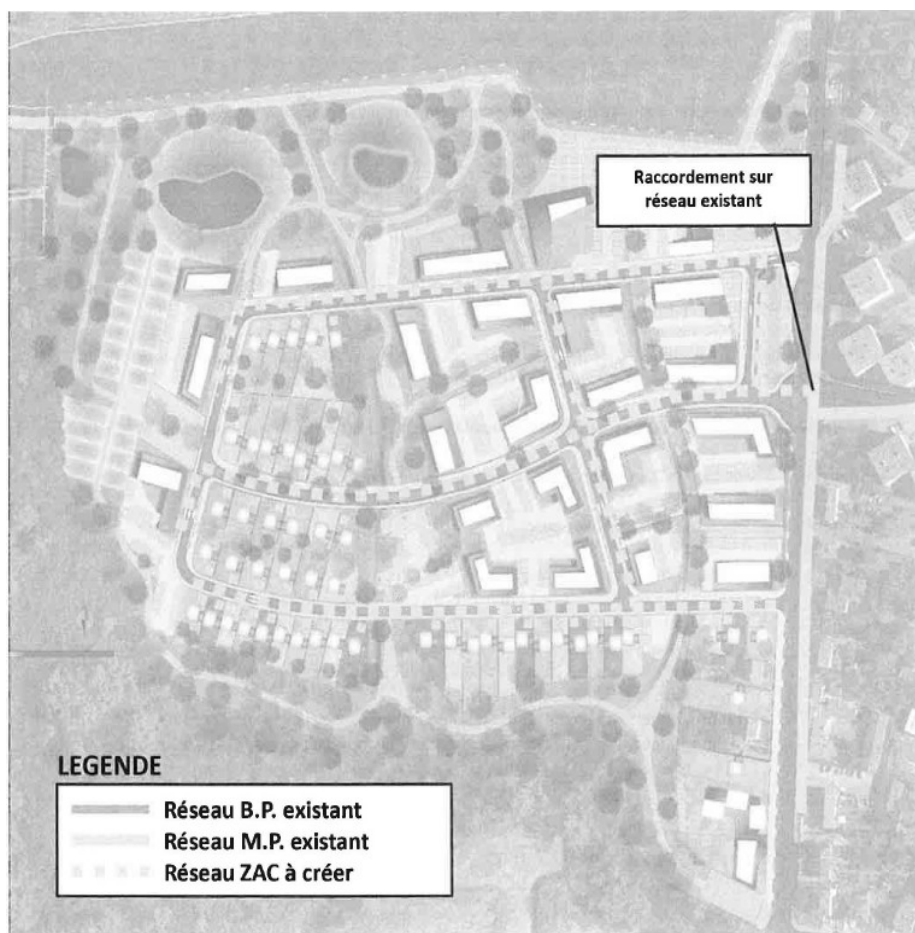 Raccordement sur
réseau existant
LEGENDE
Réseau B.P. existant
Réseau M.P. existant
Réseau ZAC à créer